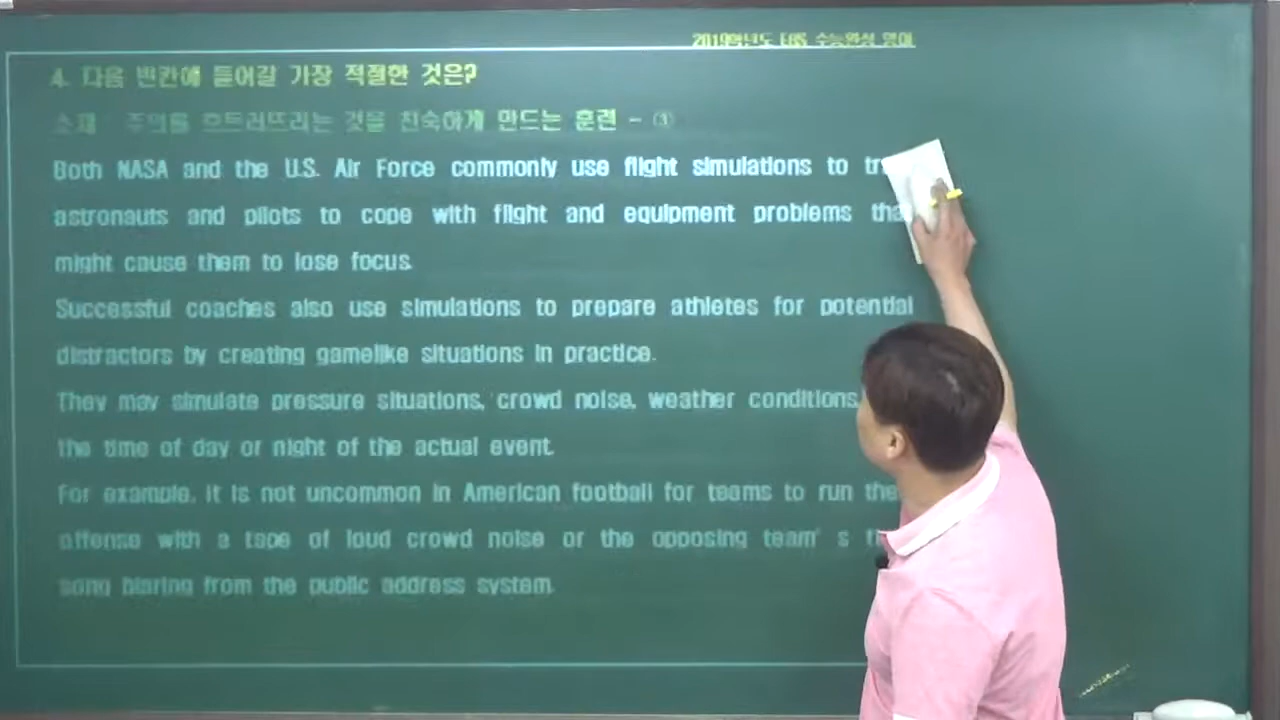 2019학년도 EBS 수능완성 영어
4. 다음 빈칸에 들어갈 가장 적절한 것은?
소재 주의를 흐트러뜨리는 것을 친숙하게 만드는 훈련 - ①
Both NASA and the U.S. Air Force commonly use flight simulations to
astronauts and pilots to cope with flight and equipment problems
might cause them to lose focus.
Successful coaches also use simulations to prepare athletes for potential
distractors by creating gamelike situations in practice.
They may simulate pressure situations, crowd noise, weather conditions,
the time of day or night of the actual event.
For example, it is not uncommon in American football for teams to run
offense with a tape of loud crowd noise or the opposing team' s
song blaring from the public address system.